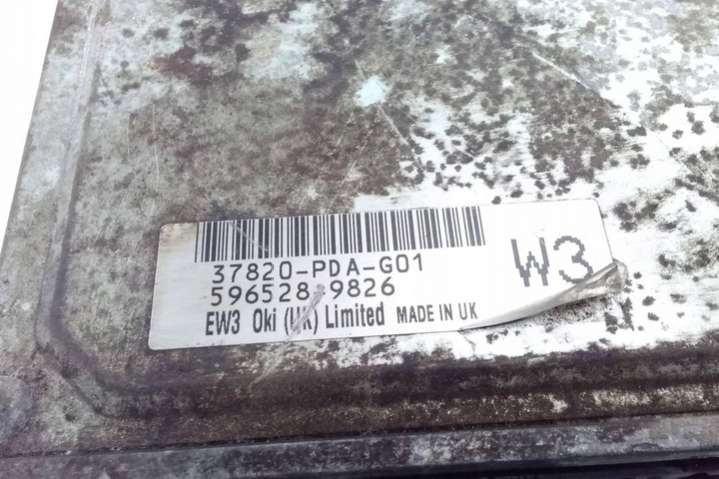 37820-PDA-G01
W3
596528-9826
EW3 Oki (UK) Limited MADE IN UK